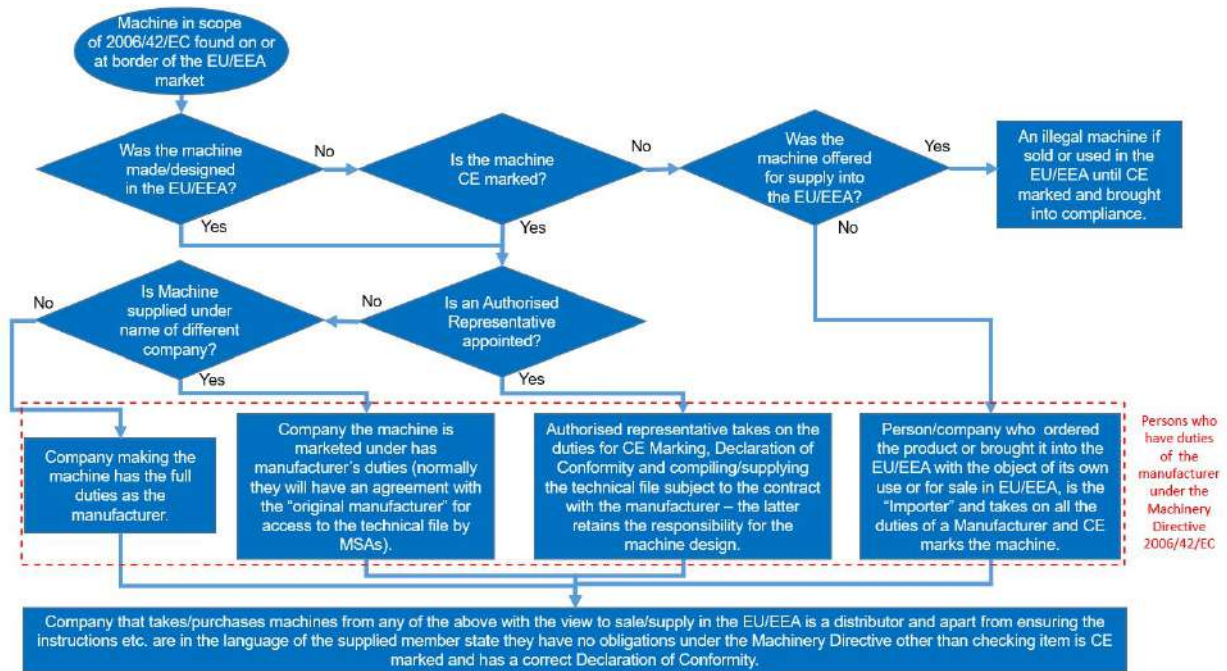 Machine in scope
of 2006/42/EC found on or
at border of the EU/EEA
market
Was the machine
made/designed
in the EU/EEA?
No
Is the machine
CE marked?
No
Was the
machine offered
for supply into
the EU/EEA?
Yes
An illegal machine if
sold or used in the
EU/EEA until CE
marked and brought
into compliance.
Yes
Yes
No
No
Is Machine
supplied under
name of different
company?
No
Is an Authorised
Representative
appointed?
Yes
Yes
Company making the
machine has the full
duties as the
manufacturer.
Company the machine is
marketed under has
manufacturer's duties (normally
they will have an agreement with
the "original manufacturer" for
access to the technical file by
MSAs).
Authorised representative takes on the
duties for CE Marking, Declaration of
Conformity and compiling/supplying
the technical file subject to the contract
with the manufacturer – the latter
retains the responsibility for the
machine design.
Person/company who ordered
the product or brought it into the
EU/EEA with the object of its own
use or for sale in EU/EEA, is the
"Importer" and takes on all the
duties of a Manufacturer and CE
marks the machine.
Persons who
have duties
of the
manufacturer
under the
Machinery
Directive
2006/42/EC
Company that takes/purchases machines from any of the above with the view to sale/supply in the EU/EEA is a distributor and apart from ensuring the
instructions etc. are in the language of the supplied member state they have no obligations under the Machinery Directive other than checking item is CE
marked and has a correct Declaration of Conformity.